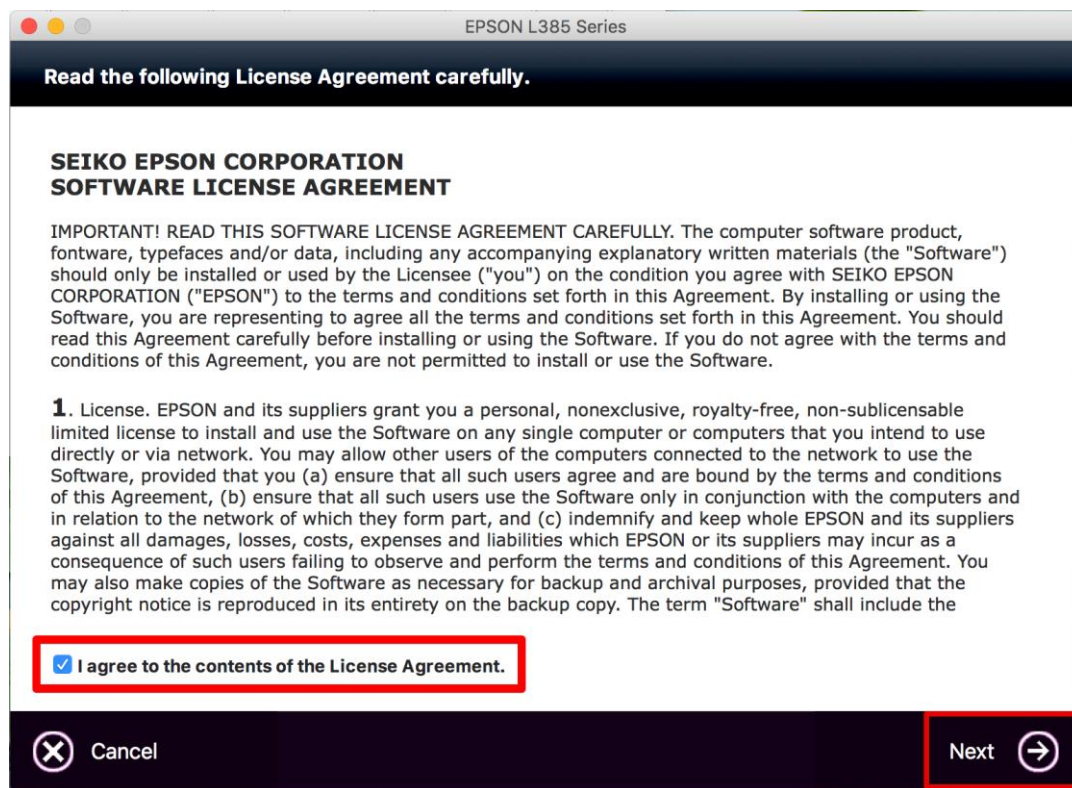 EPSON L385 Series
Read the following License Agreement carefully.
SEIKO EPSON CORPORATION
SOFTWARE LICENSE AGREEMENT
IMPORTANT! READ THIS SOFTWARE LICENSE AGREEMENT CAREFULLY. The computer software product,
fontware, typefaces and/or data, including any accompanying explanatory written materials (the "Software")
should only be installed or used by the Licensee ("you") on the condition you agree with SEIKO EPSON
CORPORATION ("EPSON") to the terms and conditions set forth in this Agreement. By installing or using the
Software, you are representing to agree all the terms and conditions set forth in this Agreement. You should
read this Agreement carefully before installing or using the Software. If you do not agree with the terms and
conditions of this Agreement, you are not permitted to install or use the Software.
1. License. EPSON and its suppliers grant you a personal, nonexclusive, royalty-free, non-sublicensable
limited license to install and use the Software on any single computer or computers that you intend to use
directly or via network. You may allow other users of the computers connected to the network to use the
Software, provided that you (a) ensure that all such users agree and are bound by the terms and conditions
of this Agreement, (b) ensure that all such users use the Software only in conjunction with the computers and
in relation to the network of which they form part, and (c) indemnify and keep whole EPSON and its suppliers
against all damages, losses, costs, expenses and liabilities which EPSON or its suppliers may incur as a
consequence of such users failing to observe and perform the terms and conditions of this Agreement. You
may also make copies of the Software as necessary for backup and archival purposes, provided that the
copyright notice is reproduced in its entirety on the backup copy. The term "Software" shall include the
I agree to the contents of the License Agreement.
Cancel
Next